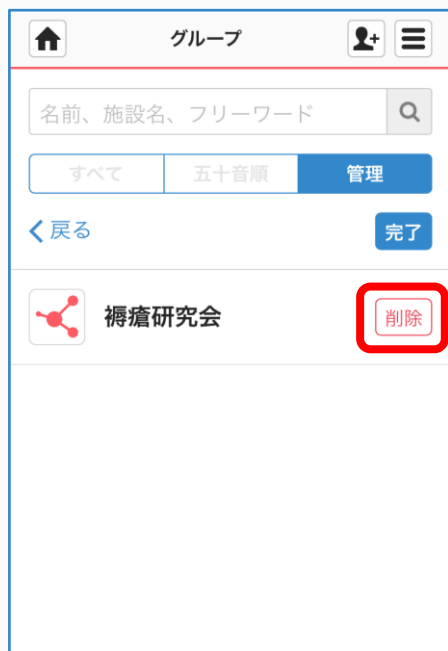 グループ
名前、施設名、フリーワード
すべて 五十音順 管理
戻る 完了
褥瘡研究会 削除